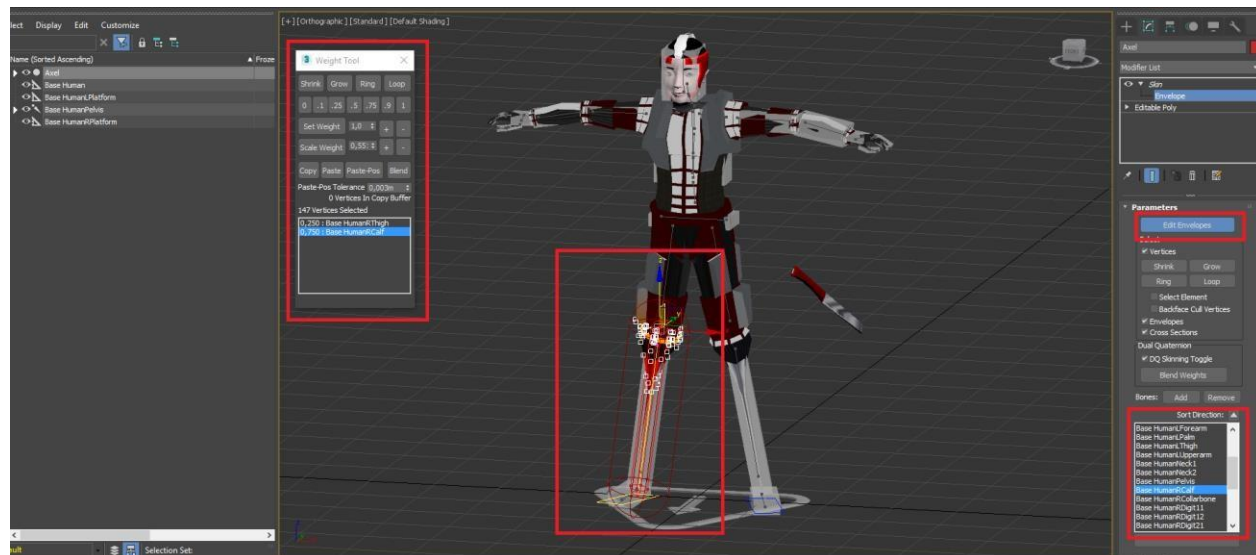 lect Display Edit Customize
Name (Sorted Ascending) ▲ Froze
Axel
Base Human
Base HumanLPlatform
Base HumanPelvis
Base HumanRPlatform
ault Selection Set:
[+] [Orthographic] [Standard] [Default Shading]
3 Weight Tool
Shrink Grow Ring Loop
0 .1 .25 .5 .75 .9 1
Set Weight 1,0 + -
Scale Weight 0,55 + -
Copy Paste Paste-Pos Blend
Paste-Pos Tolerance 0,003m
0 Vertices In Copy Buffer
147 Vertices Selected
0,250 : Base HumanRThigh
0,750 : Base HumanRCalf
Axel
Modifier List
Skin
Envelope
Editable Poly
Parameters
Edit Envelopes
Vertices
Shrink Grow
Ring Loop
Select Element
Backface Cull Vertices
Envelopes
Cross Sections
Dual Quaternion
DQ Skinning Toggle
Blend Weights
Bones: Add Remove
Sort Direction:
Base HumanLForearm
Base HumanLPalm
Base HumanLThigh
Base HumanLUpperarm
Base HumanNeck1
Base HumanNeck2
Base HumanPelvis
Base HumanRCalf
Base HumanRCollarbone
Base HumanRDigit11
Base HumanRDigit12
Base HumanRDigit21